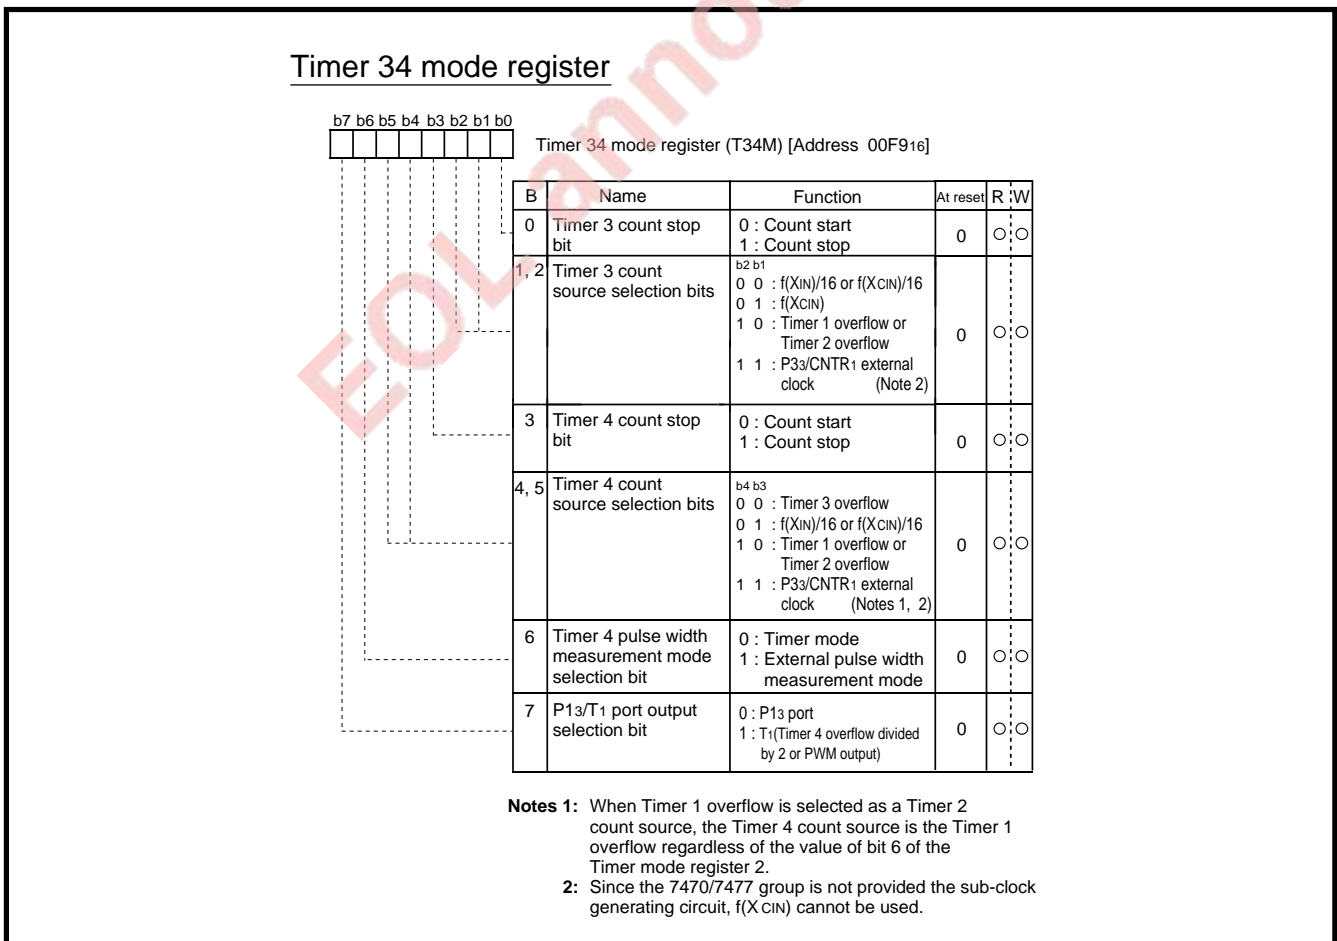 EOL anno
Timer 34 mode register
b7 b6 b5 b4 b3 b2 b1 b0
Timer 34 mode register (T34M) [Address 00F916]
B Name Function At reset R W
0 Timer 3 count stop bit 0 : Count start 0
1 : Count stop
1, 2 Timer 3 count source selection bits b2 b1 0
0 0 : f(XIN)/16 or f(XCIN)/16
0 1 : f(XCIN)
1 0 : Timer 1 overflow or
Timer 2 overflow
1 1 : P33/CNTR1 external
clock (Note 2)
3 Timer 4 count stop bit 0 : Count start 0
1 : Count stop
4, 5 Timer 4 count source selection bits b4 b3 0
0 0 : Timer 3 overflow
0 1 : f(XIN)/16 or f(XCIN)/16
1 0 : Timer 1 overflow or
Timer 2 overflow
1 1 : P33/CNTR1 external
clock (Notes 1, 2)
6 Timer 4 pulse width measurement mode selection bit 0 : Timer mode 0
1 : External pulse width
measurement mode
7 P13/T1 port output selection bit 0 : P13 port 0
1 : T1(Timer 4 overflow divided
by 2 or PWM output)
Notes 1: When Timer 1 overflow is selected as a Timer 2
count source, the Timer 4 count source is the Timer 1
overflow regardless of the value of bit 6 of the
Timer mode register 2.
2: Since the 7470/7477 group is not provided the sub-clock
generating circuit, f(XCIN) cannot be used.